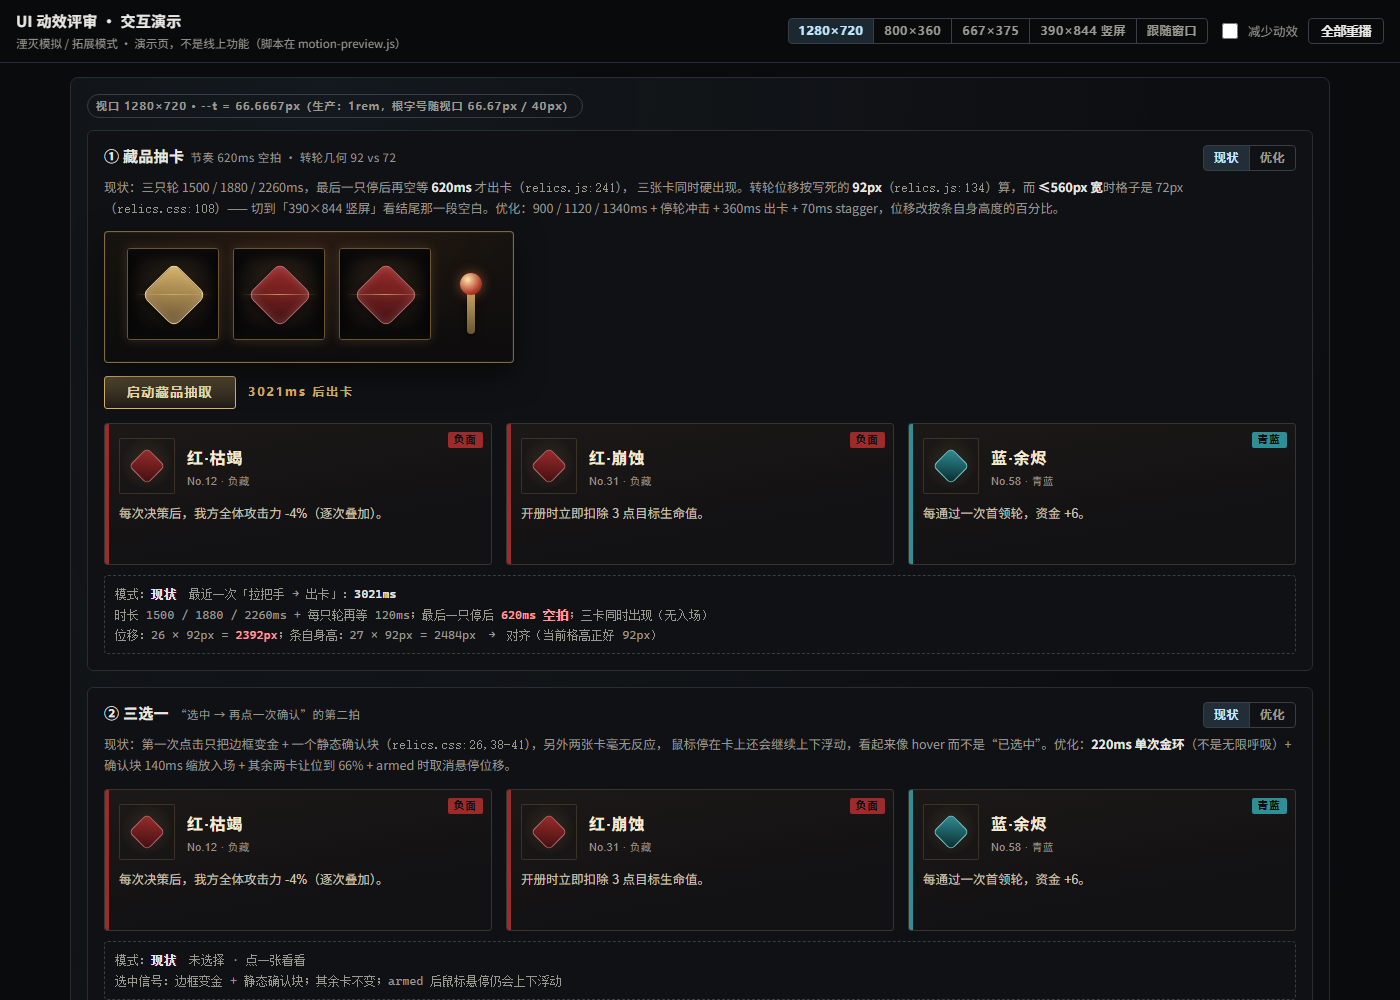 UI 动效评审 • 交互演示
湮灭模拟 / 拓展模式 • 演示页，不是线上功能（脚本在 motion-preview.js）
1280×720 800×360 667×375 390×844 竖屏 跟随窗口 减少动效 全部重播
视口 1280×720 • --t = 66.6667px (生产: 1rem, 根字号随视口 66.67px / 40px)
① 藏品抽卡 节奏 620ms 空拍 • 转轮几何 92 vs 72 现状 优化
现状：三只轮 1500 / 1880 / 2260ms，最后一只停后再空等 620ms 才出卡（relics.js:241），三张卡同时硬出现。转轮位移按写死的 92px（relics.js:134）算，而 ≤560px 宽时格子是 72px
（relics.css:108）—— 切到「390×844 竖屏」看结尾那一段空白。优化：900 / 1120 / 1340ms + 停轮冲击 + 360ms 出卡 + 70ms stagger，位移改按条自身高度的百分比。
启动藏品抽取 3021ms 后出卡
负面 负面 青蓝
红·枯竭 红·崩蚀 蓝·余烬
No.12 · 负藏 No.31 · 负藏 No.58 · 青蓝
每次决策后，我方全体攻击力 -4%（逐次叠加）。 开册时立即扣除 3 点目标生命值。 每通过一次首领轮，资金 +6。
模式: 现状 最近一次「拉把手 → 出卡」: 3021ms
时长 1500 / 1880 / 2260ms + 每只轮再等 120ms; 最后一只停后 620ms 空拍; 三卡同时出现（无入场）
位移: 26 × 92px = 2392px; 条自身高: 27 × 92px = 2484px → 对齐（当前格高正好 92px）
② 三选一 “选中 → 再点一次确认” 的第二拍 现状 优化
现状：第一次点击只把边框变金 + 一个静态确认块（relics.css:26,38-41），另外两张卡毫无反应， 鼠标停在卡上还会继续上下浮动，看起来像 hover 而不是“已选中”。优化：220ms 单次金环（不是无限呼吸）+
确认块 140ms 缩放入场 + 其余两卡让位到 66% + armed 时取消悬停位移。
负面 负面 青蓝
红·枯竭 红·崩蚀 蓝·余烬
No.12 · 负藏 No.31 · 负藏 No.58 · 青蓝
每次决策后，我方全体攻击力 -4%（逐次叠加）。 开册时立即扣除 3 点目标生命值。 每通过一次首领轮，资金 +6。
模式: 现状 未选择 · 点一张看看
选中信号: 边框变金 + 静态确认块; 其余卡不变; armed 后鼠标悬停仍会上下浮动